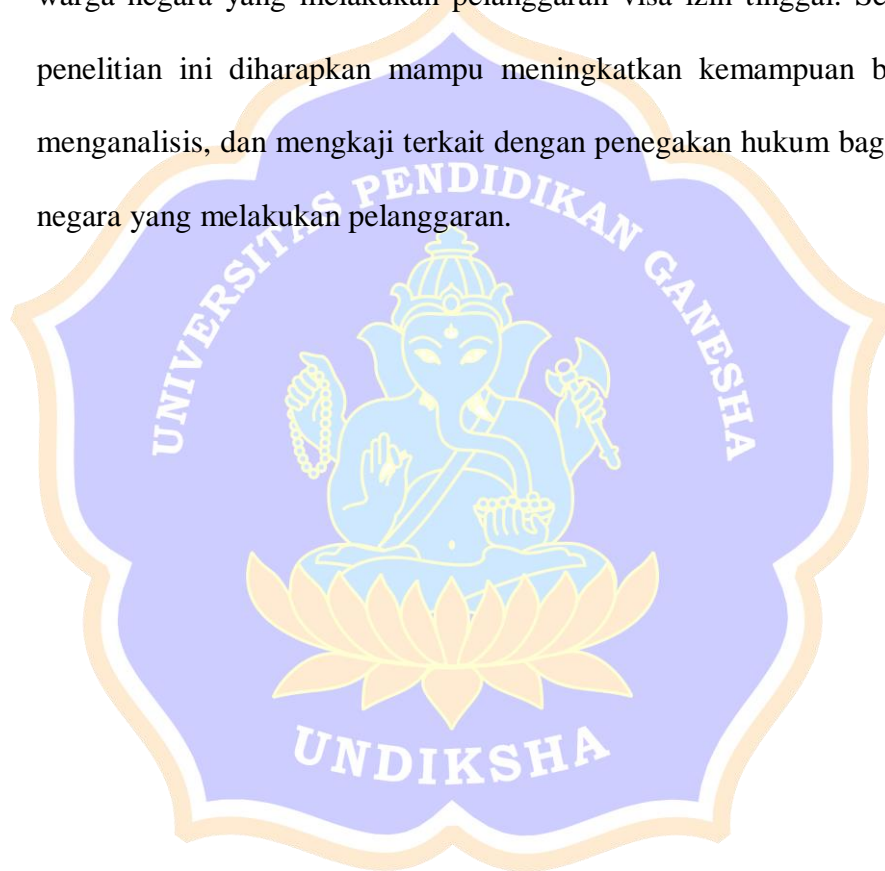 warga negara yang melakukan pelanggaran visa izin tinggal.
penelitian ini diharapkan mampu meningkatkan kemampuan
menganalisis, dan mengkaji terkait dengan penegakan hukum
negara yang melakukan pelanggaran.
UNIVERSITAS PENDIDIKAN GANESHA
UNDIKSHA